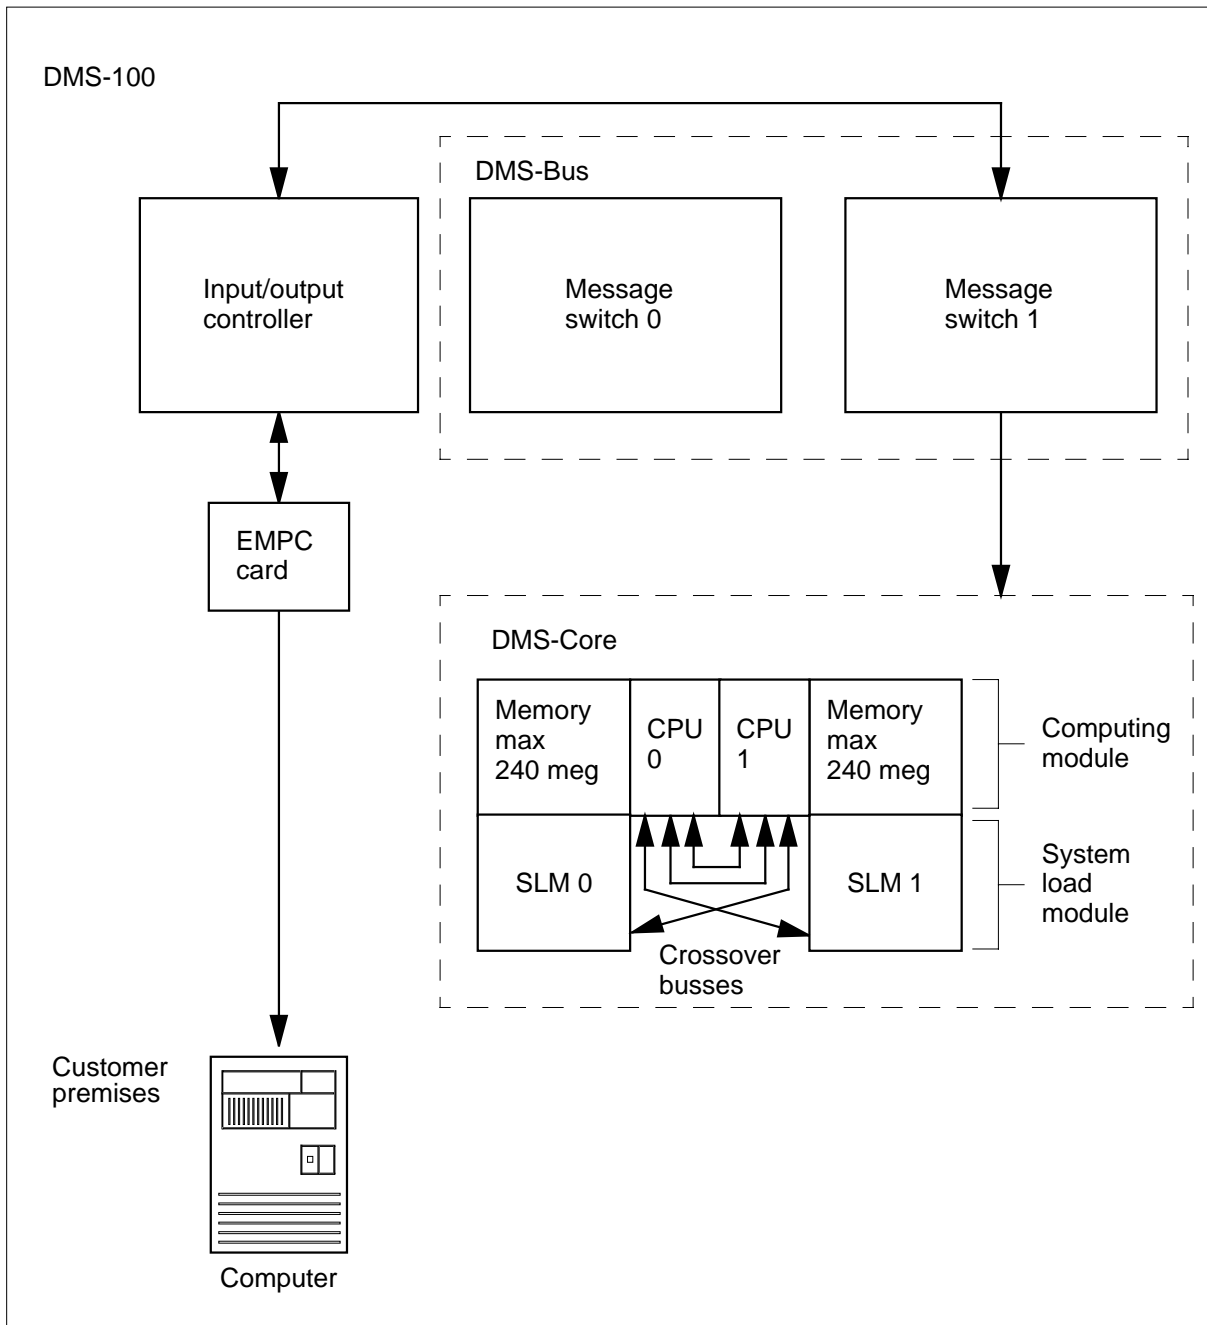 DMS-100
DMS-Bus
Input/output
controller
Message
switch 0
Message
switch 1
EMPC
card
DMS-Core
Memory
max
240 meg
CPU
0
CPU
1
Memory
max
240 meg
Computing
module
SLM 0
SLM 1
System
load
module
Crossover
busses
Customer
premises
Computer